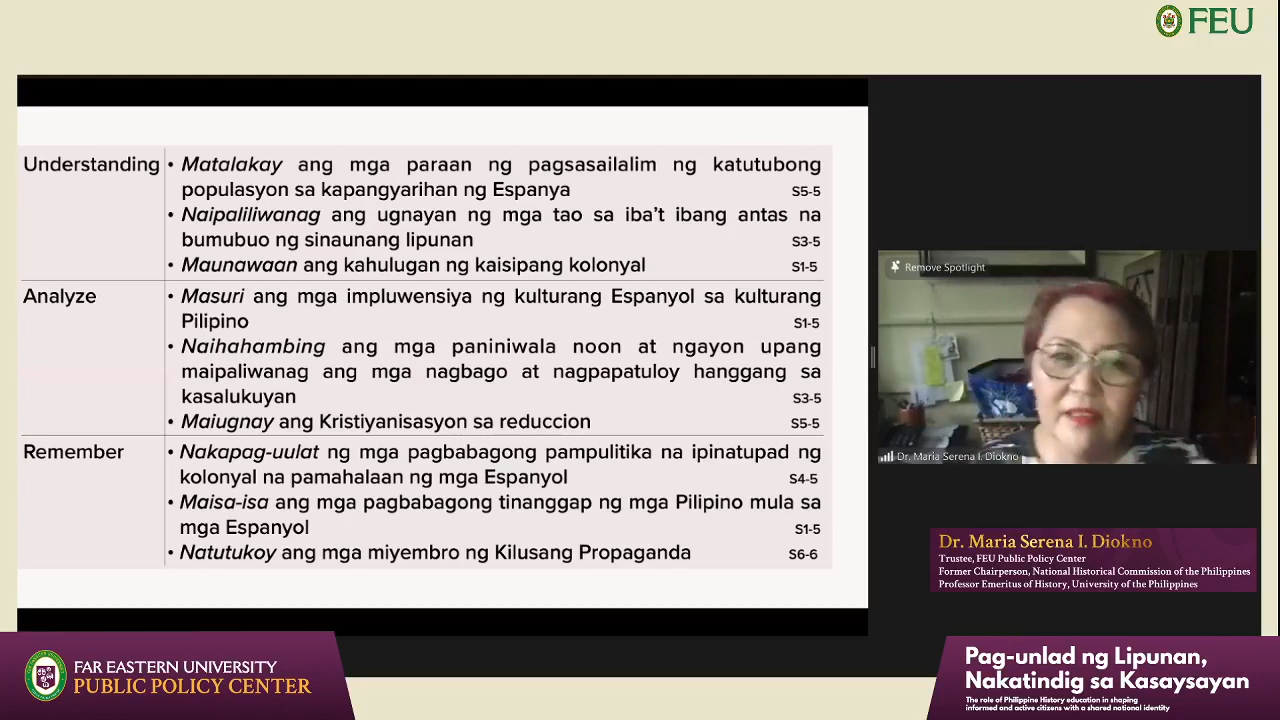 FEU
Understanding
• Matalakay ang mga paraan ng pagsasailalim ng katutubong
populasyon sa kapangyarihan ng Espanya S5-5
• Naipaliliwanag ang ugnayan ng mga tao sa iba't ibang antas na
bumubuo ng sinaunang lipunan S3-5
• Maunawaan ang kahulugan ng kaisipang kolonyal S1-5
Analyze
• Masuri ang mga impluwensiya ng kulturang Espanyol sa kulturang
Pilipino S1-5
• Naihahambing ang mga paniniwala noon at ngayon upang
maipaliwanag ang mga nagbago at nagpapatuloy hanggang sa
kasalukuyan S3-5
• Maiugnay ang Kristiyanisasyon sa reduccion S5-5
Remember
• Nakapag-uulat ng mga pagbabagong pampulitika na ipinatupad ng
kolonyal na pamahalaan ng mga Espanyol S4-5
• Maisa-isa ang mga pagbabagong tinanggap ng mga Pilipino mula sa
mga Espanyol S1-5
• Natutukoy ang mga miyembro ng Kilusang Propaganda S6-6
Remove Spotlight
Dr. Maria Serena I. Diokno
Dr. Maria Serena I. Diokno
Trustee, FEU Public Policy Center
Former Chairperson, National Historical Commission of the Philippines
Professor Emeritus of History, University of the Philippines
FAR EASTERN UNIVERSITY
PUBLIC POLICY CENTER
Pag-unlad ng Lipunan,
Nakatindig sa Kasaysayan
The role of Philippine History education in shaping
informed and active citizens with a shared national identity